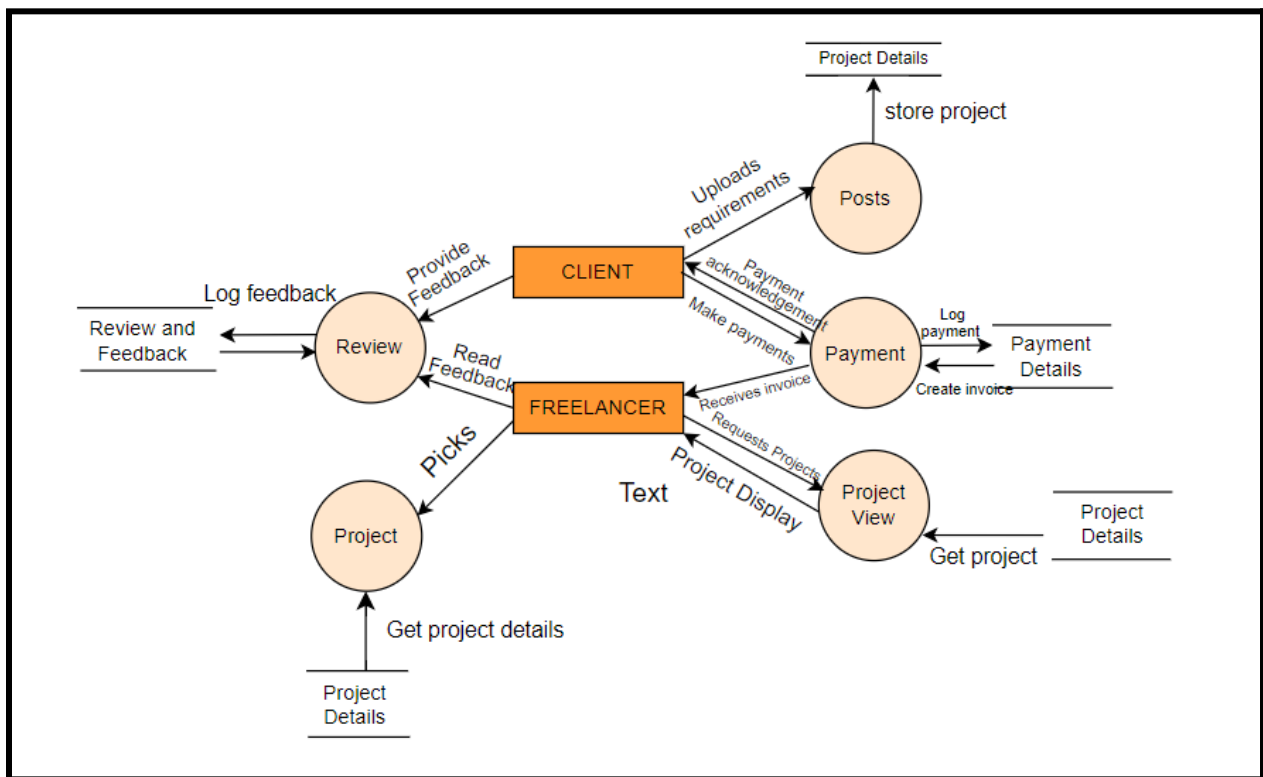 Project Details
store project
Uploads
requirements
Posts
CLIENT
Provide
Feedback
Payment
acknowledgement
Make payments
Log feedback
Review and
Feedback
Review
Read
Feedback
Payment
Log
payment
Payment
Details
Create invoice
Receives invoice
FREELANCER
Requests Projects
Project Display
Picks
Text
Project
View
Project
Details
Get project
Project
Get project details
Project
Details